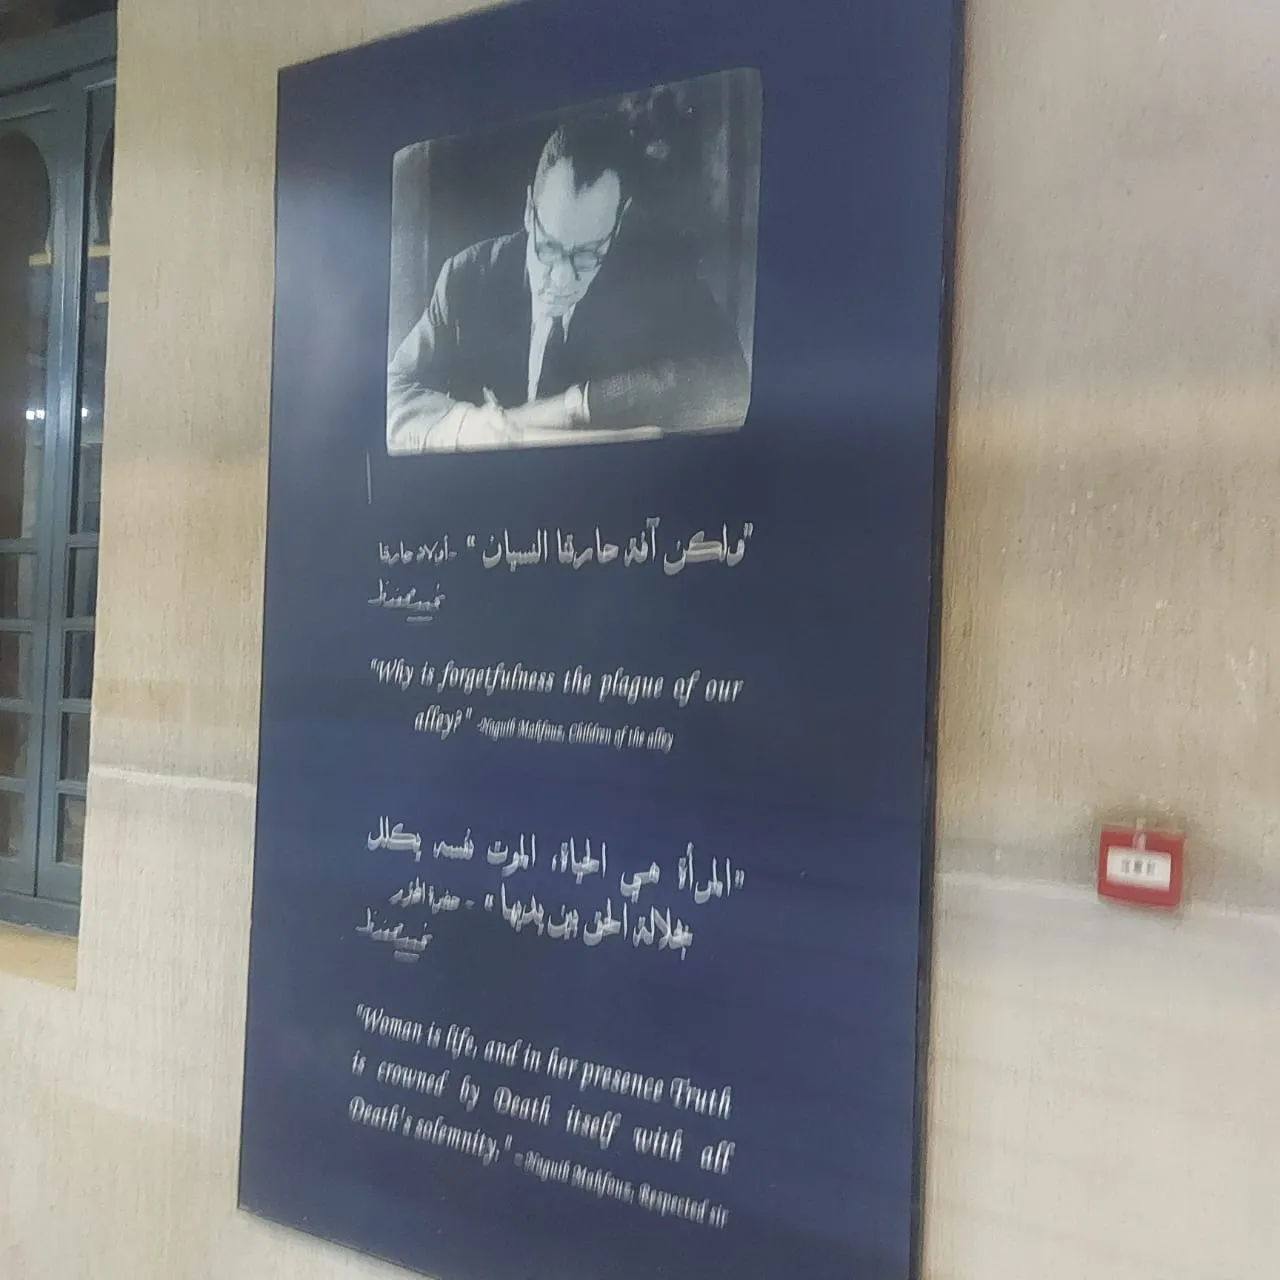 "ولكن آفة حارتنا النسيان" -أولاد حارتنا
نجيب محفوظ
"Why is forgetfulness the plague of our
alley?" -Naguib Mahfouz, Children of the alley
"المرأة هي الحياة، الموت نفسه يكلل
بجلالة الحق بين يديها" - حضرة المحترم
نجيب محفوظ
"Woman is life, and in her presence Truth
is crowned by Death itself with all
Death's solemnity," - Naguib Mahfouz, Respected sir